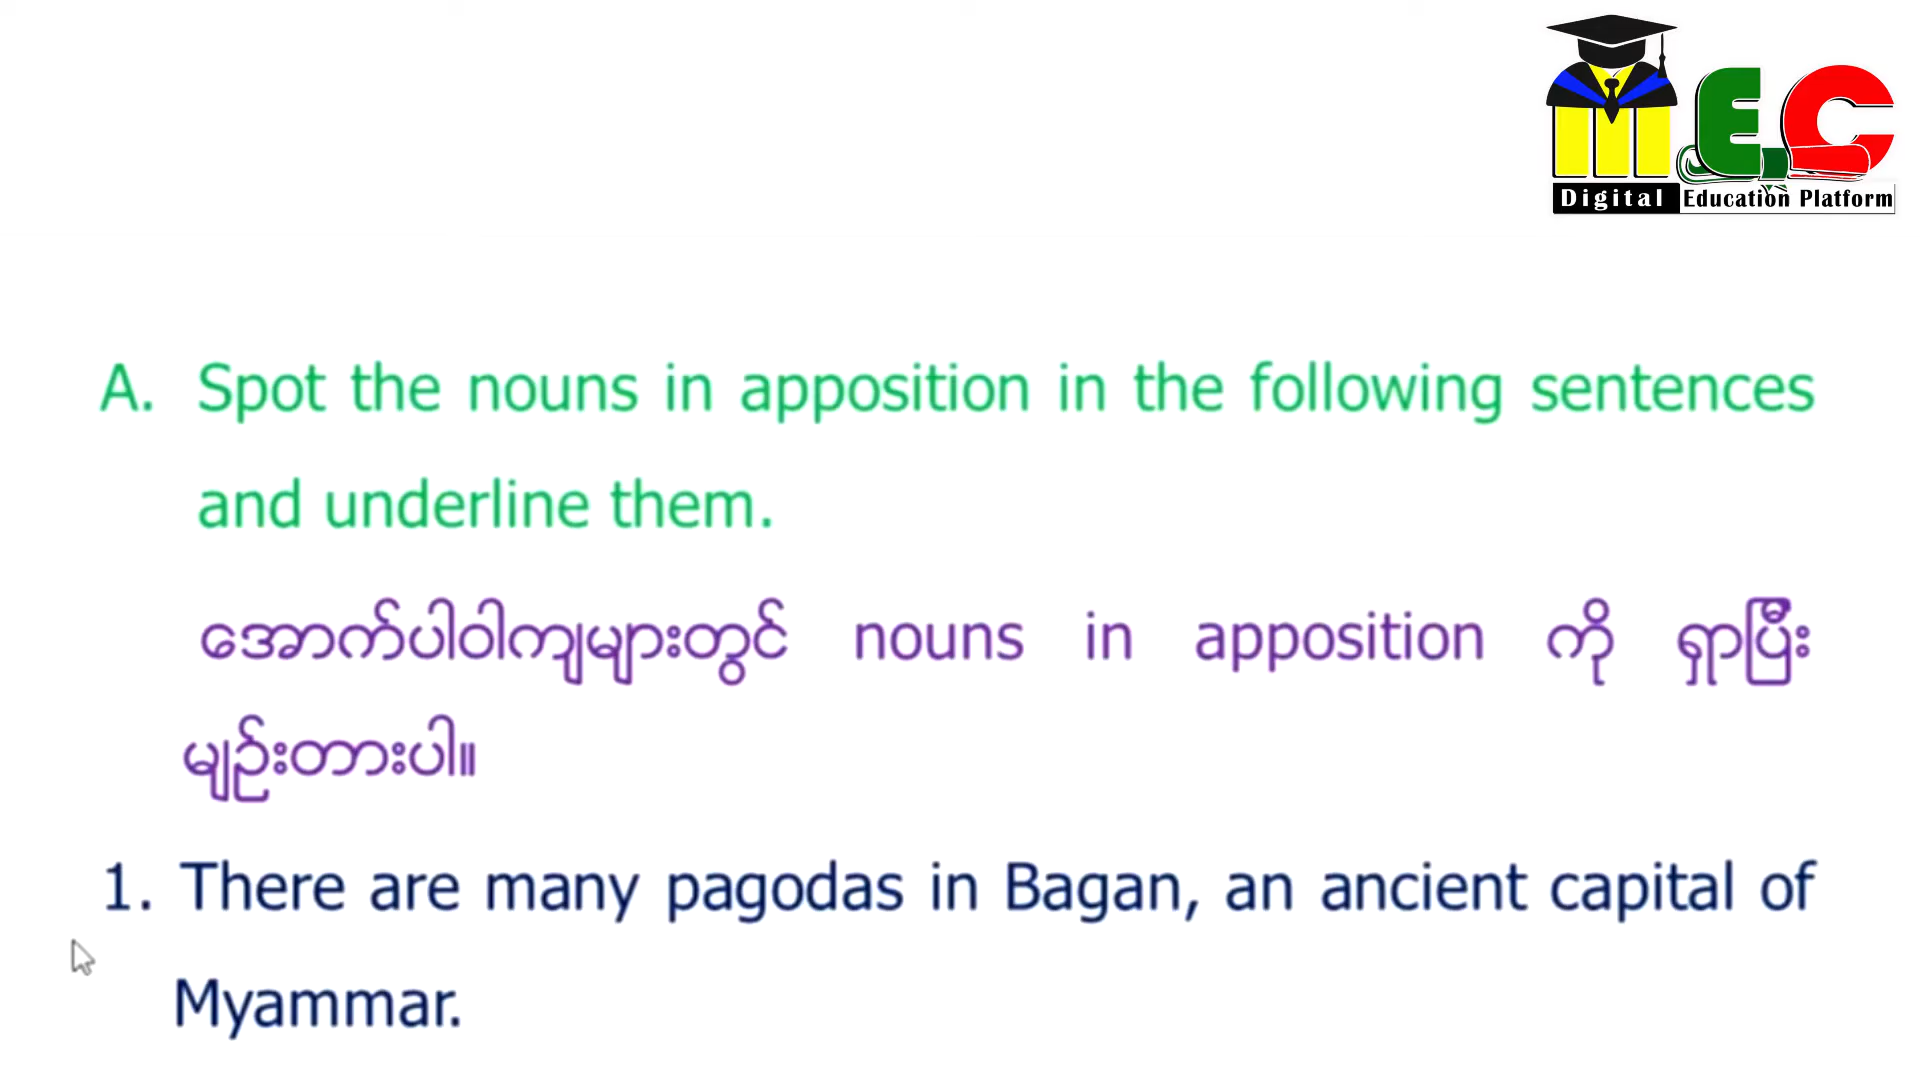 M.E.C
Digital Education Platform
A. Spot the nouns in apposition in the following sentences
and underline them.
အောက်ပါဝါကျများတွင် nouns in apposition ကို ရှာပြီး
မျဉ်းတားပါ။
1. There are many pagodas in Bagan, an ancient capital of
Myammar.